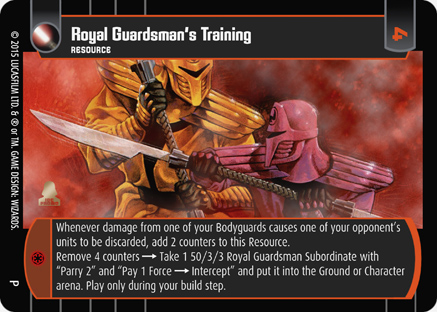 Royal Guardsman's Training
RESOURCE
4
Whenever damage from one of your Bodyguards causes one of your opponent's
units to be discarded, add 2 counters to this Resource.
Remove 4 counters → Take 1 50/3/3 Royal Guardsman Subordinate with
"Parry 2" and "Pay 1 Force → Intercept" and put it into the Ground or Character
arena. Play only during your build step.
© 2015 LUCASFILM LTD. & ® or TM. GAME DESIGN: WIZARDS.
P